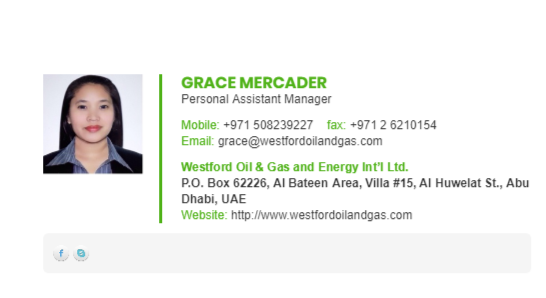 GRACE MERCADER
Personal Assistant Manager
Mobile: +971 508239227 fax: +971 2 6210154
Email: grace@westfordoilandgas.com
Westford Oil & Gas and Energy Int'l Ltd.
P.O. Box 62226, Al Bateen Area, Villa #15, Al Huwelat St., Abu
Dhabi, UAE
Website: http://www.westfordoilandgas.com